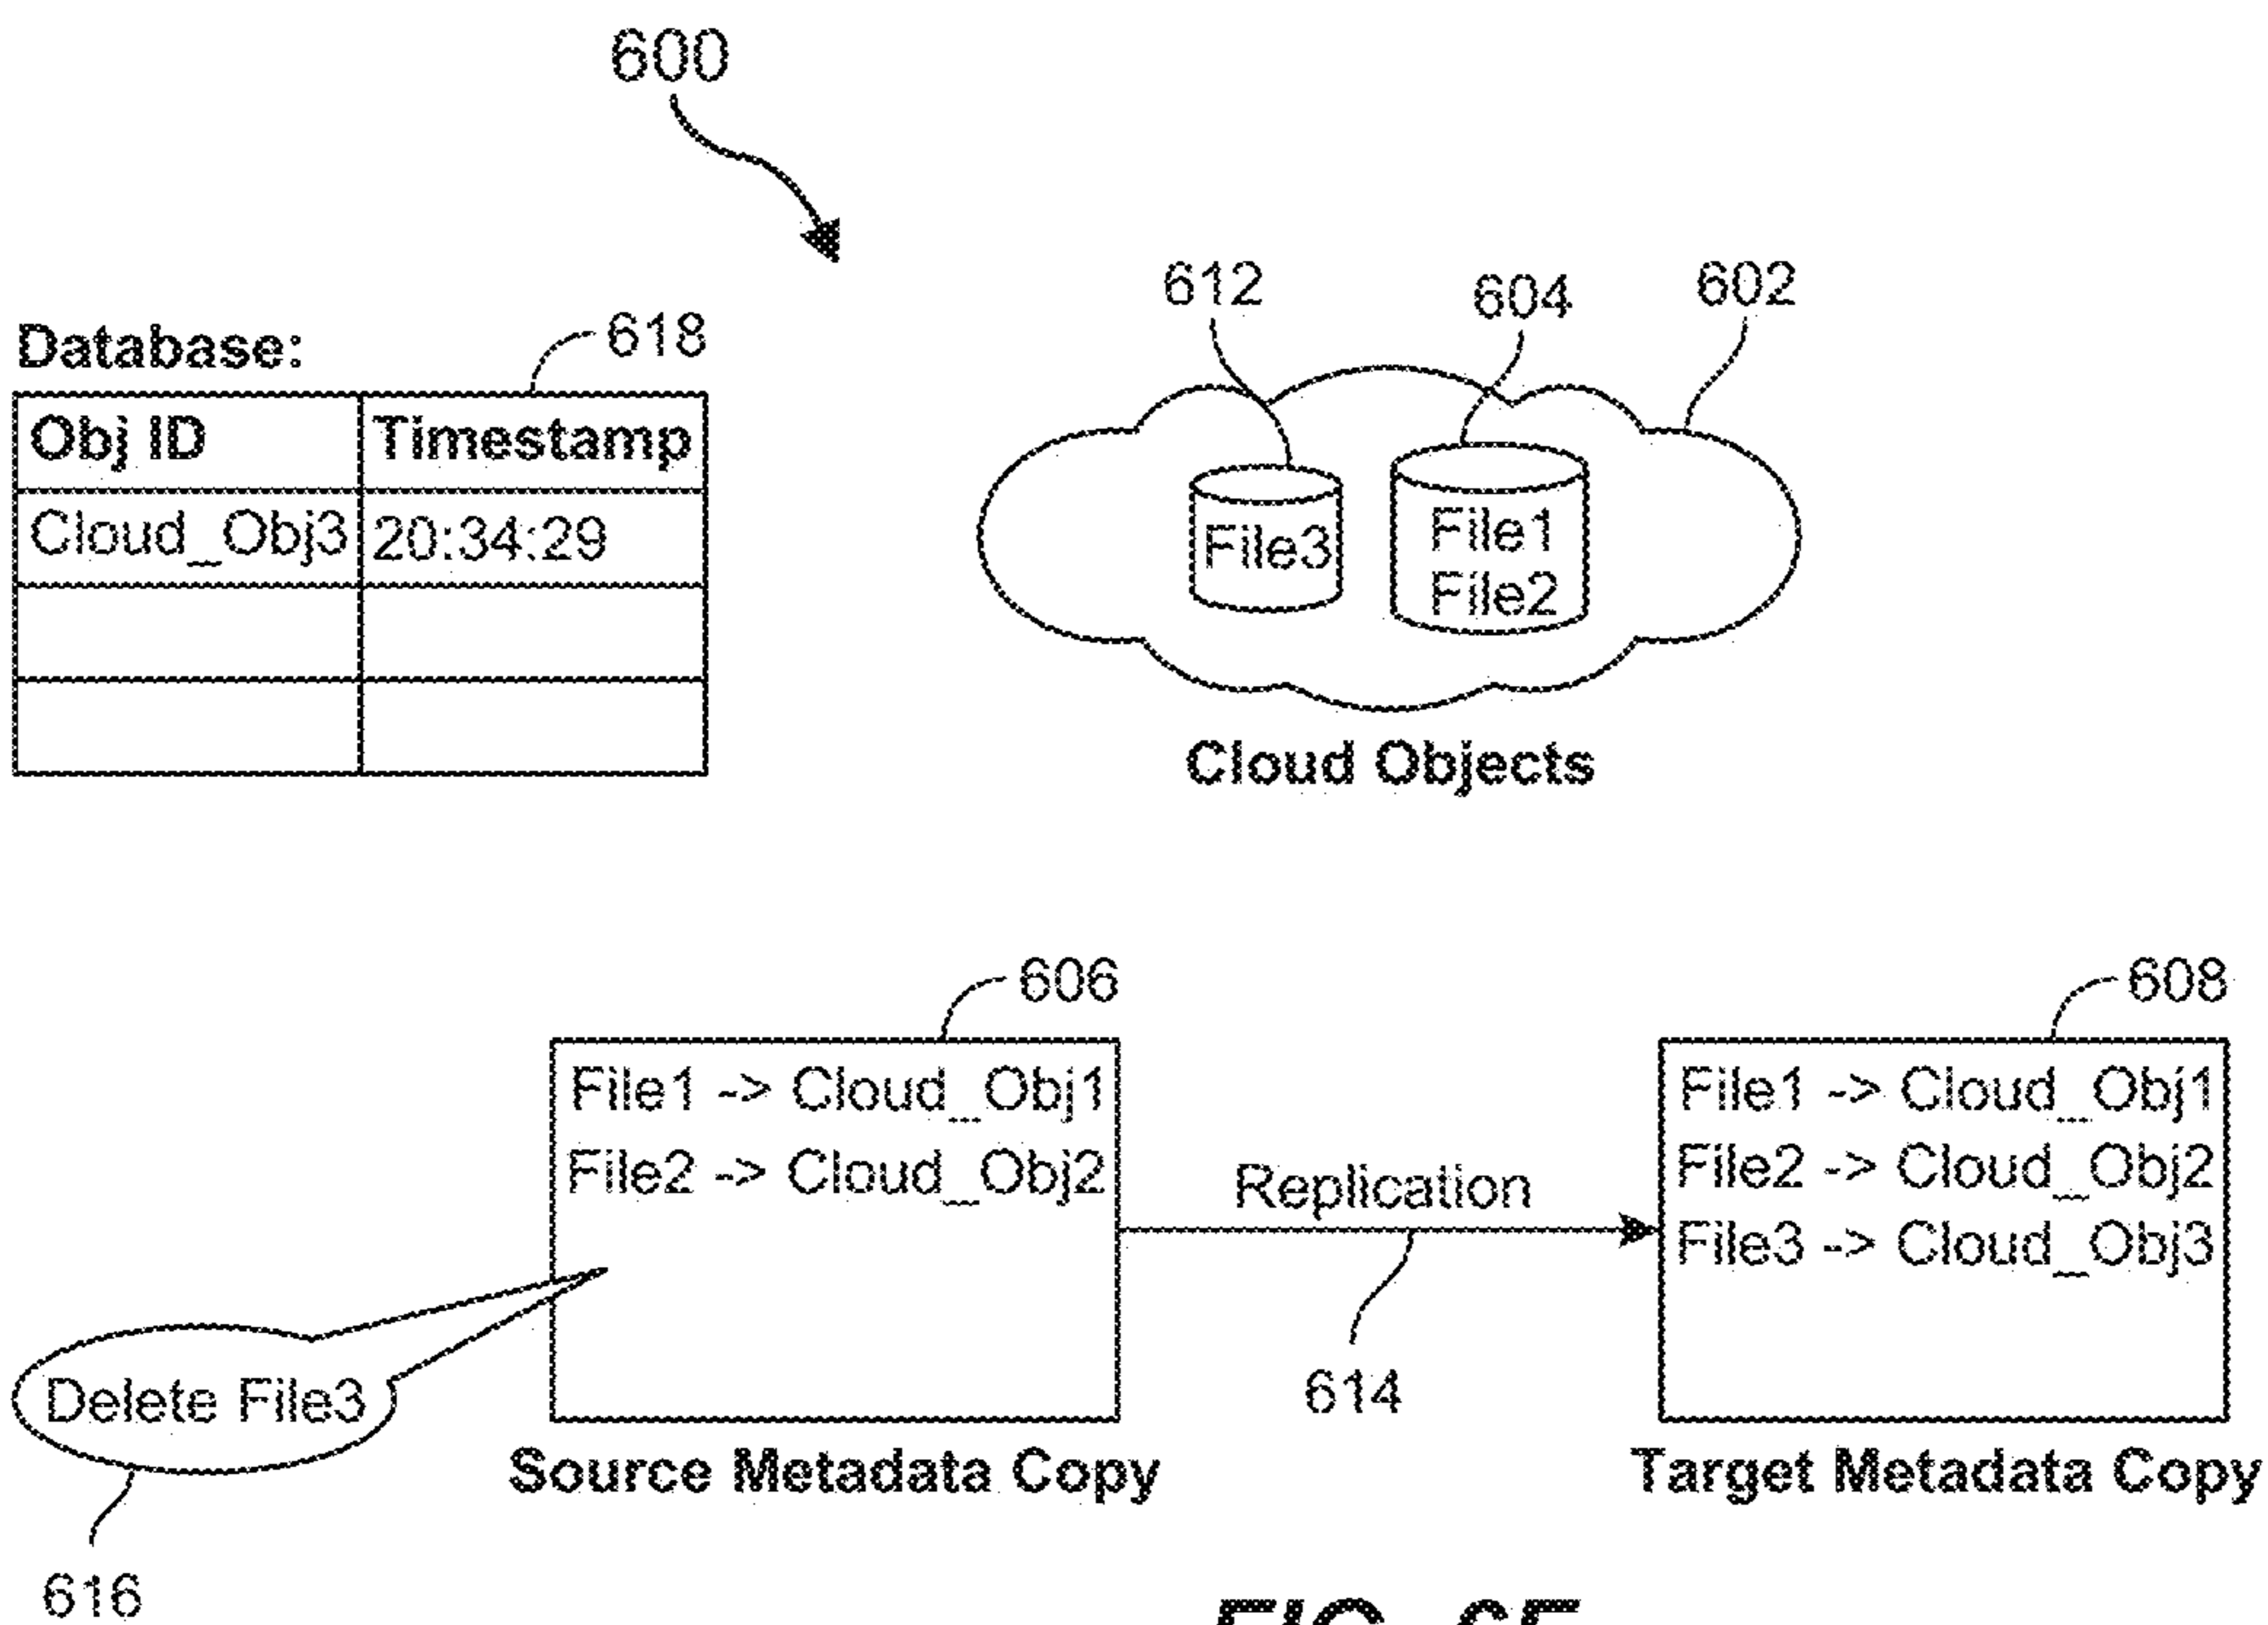 600
612
604
602
Database:
618
Obj ID
Timestamp
Cloud_Obj3
20:34:29
File3
File1
File2
Cloud Objects
606
608
File1 -> Cloud_Obj1
File2 -> Cloud_Obj2
Replication
File1 -> Cloud_Obj1
File2 -> Cloud_Obj2
File3 -> Cloud_Obj3
614
Delete File3
Source Metadata Copy
Target Metadata Copy
616